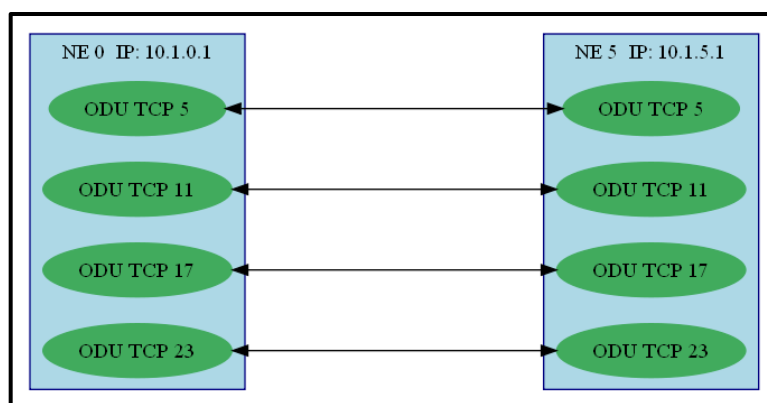 NE 0 IP: 10.1.0.1
ODU TCP 5
ODU TCP 11
ODU TCP 17
ODU TCP 23
NE 5 IP: 10.1.5.1
ODU TCP 5
ODU TCP 11
ODU TCP 17
ODU TCP 23